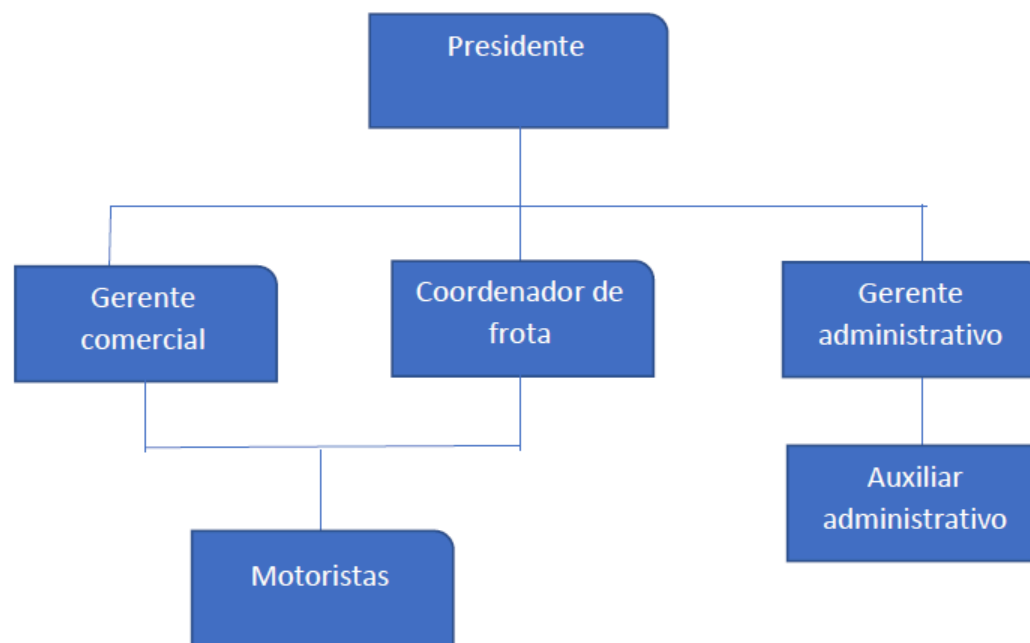 Presidente
Gerente
comercial
Coordenador de
frota
Gerente
administrativo
Auxiliar
administrativo
Motoristas